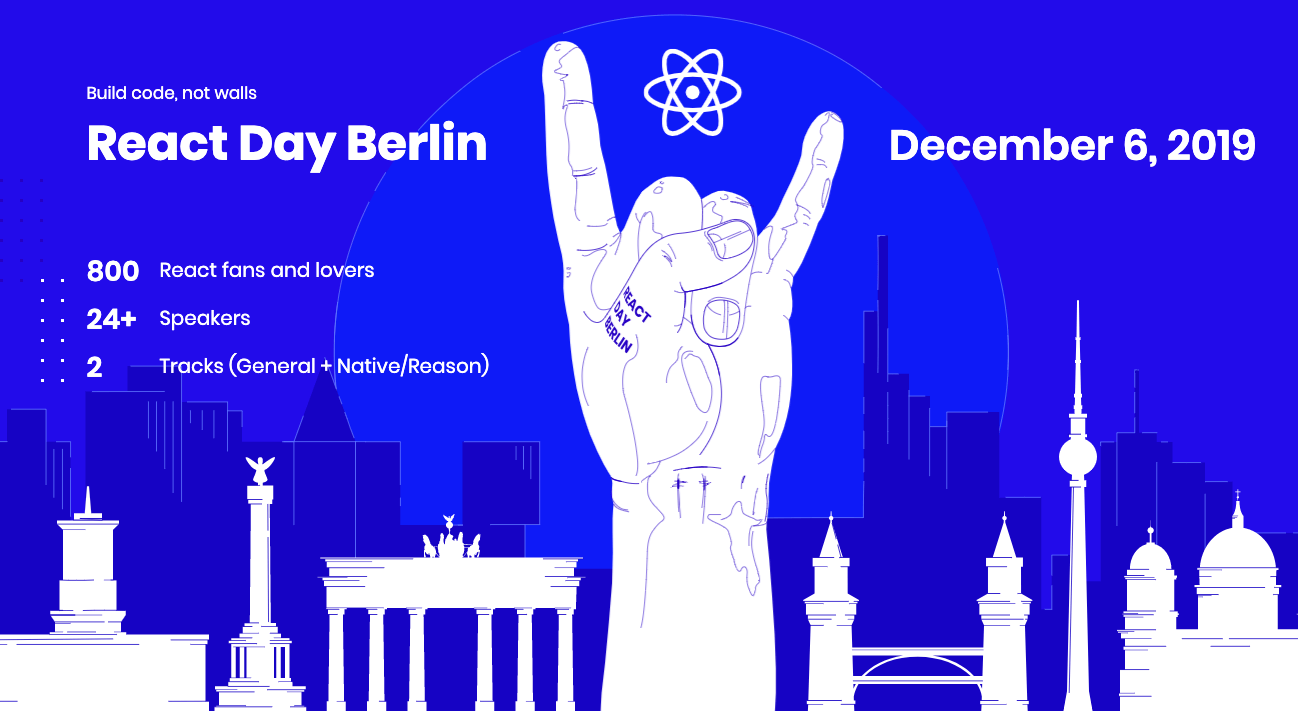 Build code, not walls
React Day Berlin
December 6, 2019
800 React fans and lovers
24+ Speakers
2 Tracks (General + Native/Reason)
REACT
DAY
BERLIN